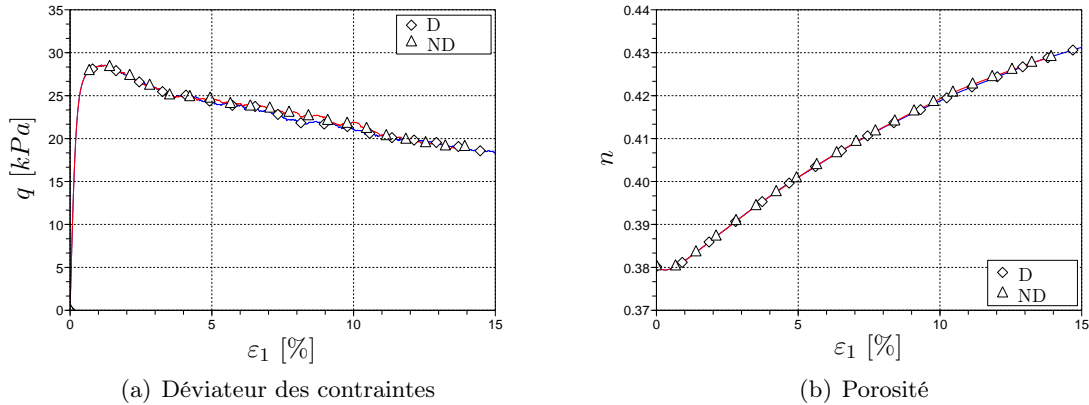 35
30
25
20
15
10
5
0
0
5
10
15
q [kPa]
ε₁ [%]
D
ND
(a) Déviateur des contraintes
0.44
0.43
0.42
0.41
0.40
0.39
0.38
0.37
0
5
10
15
n
ε₁ [%]
D
ND
(b) Porosité